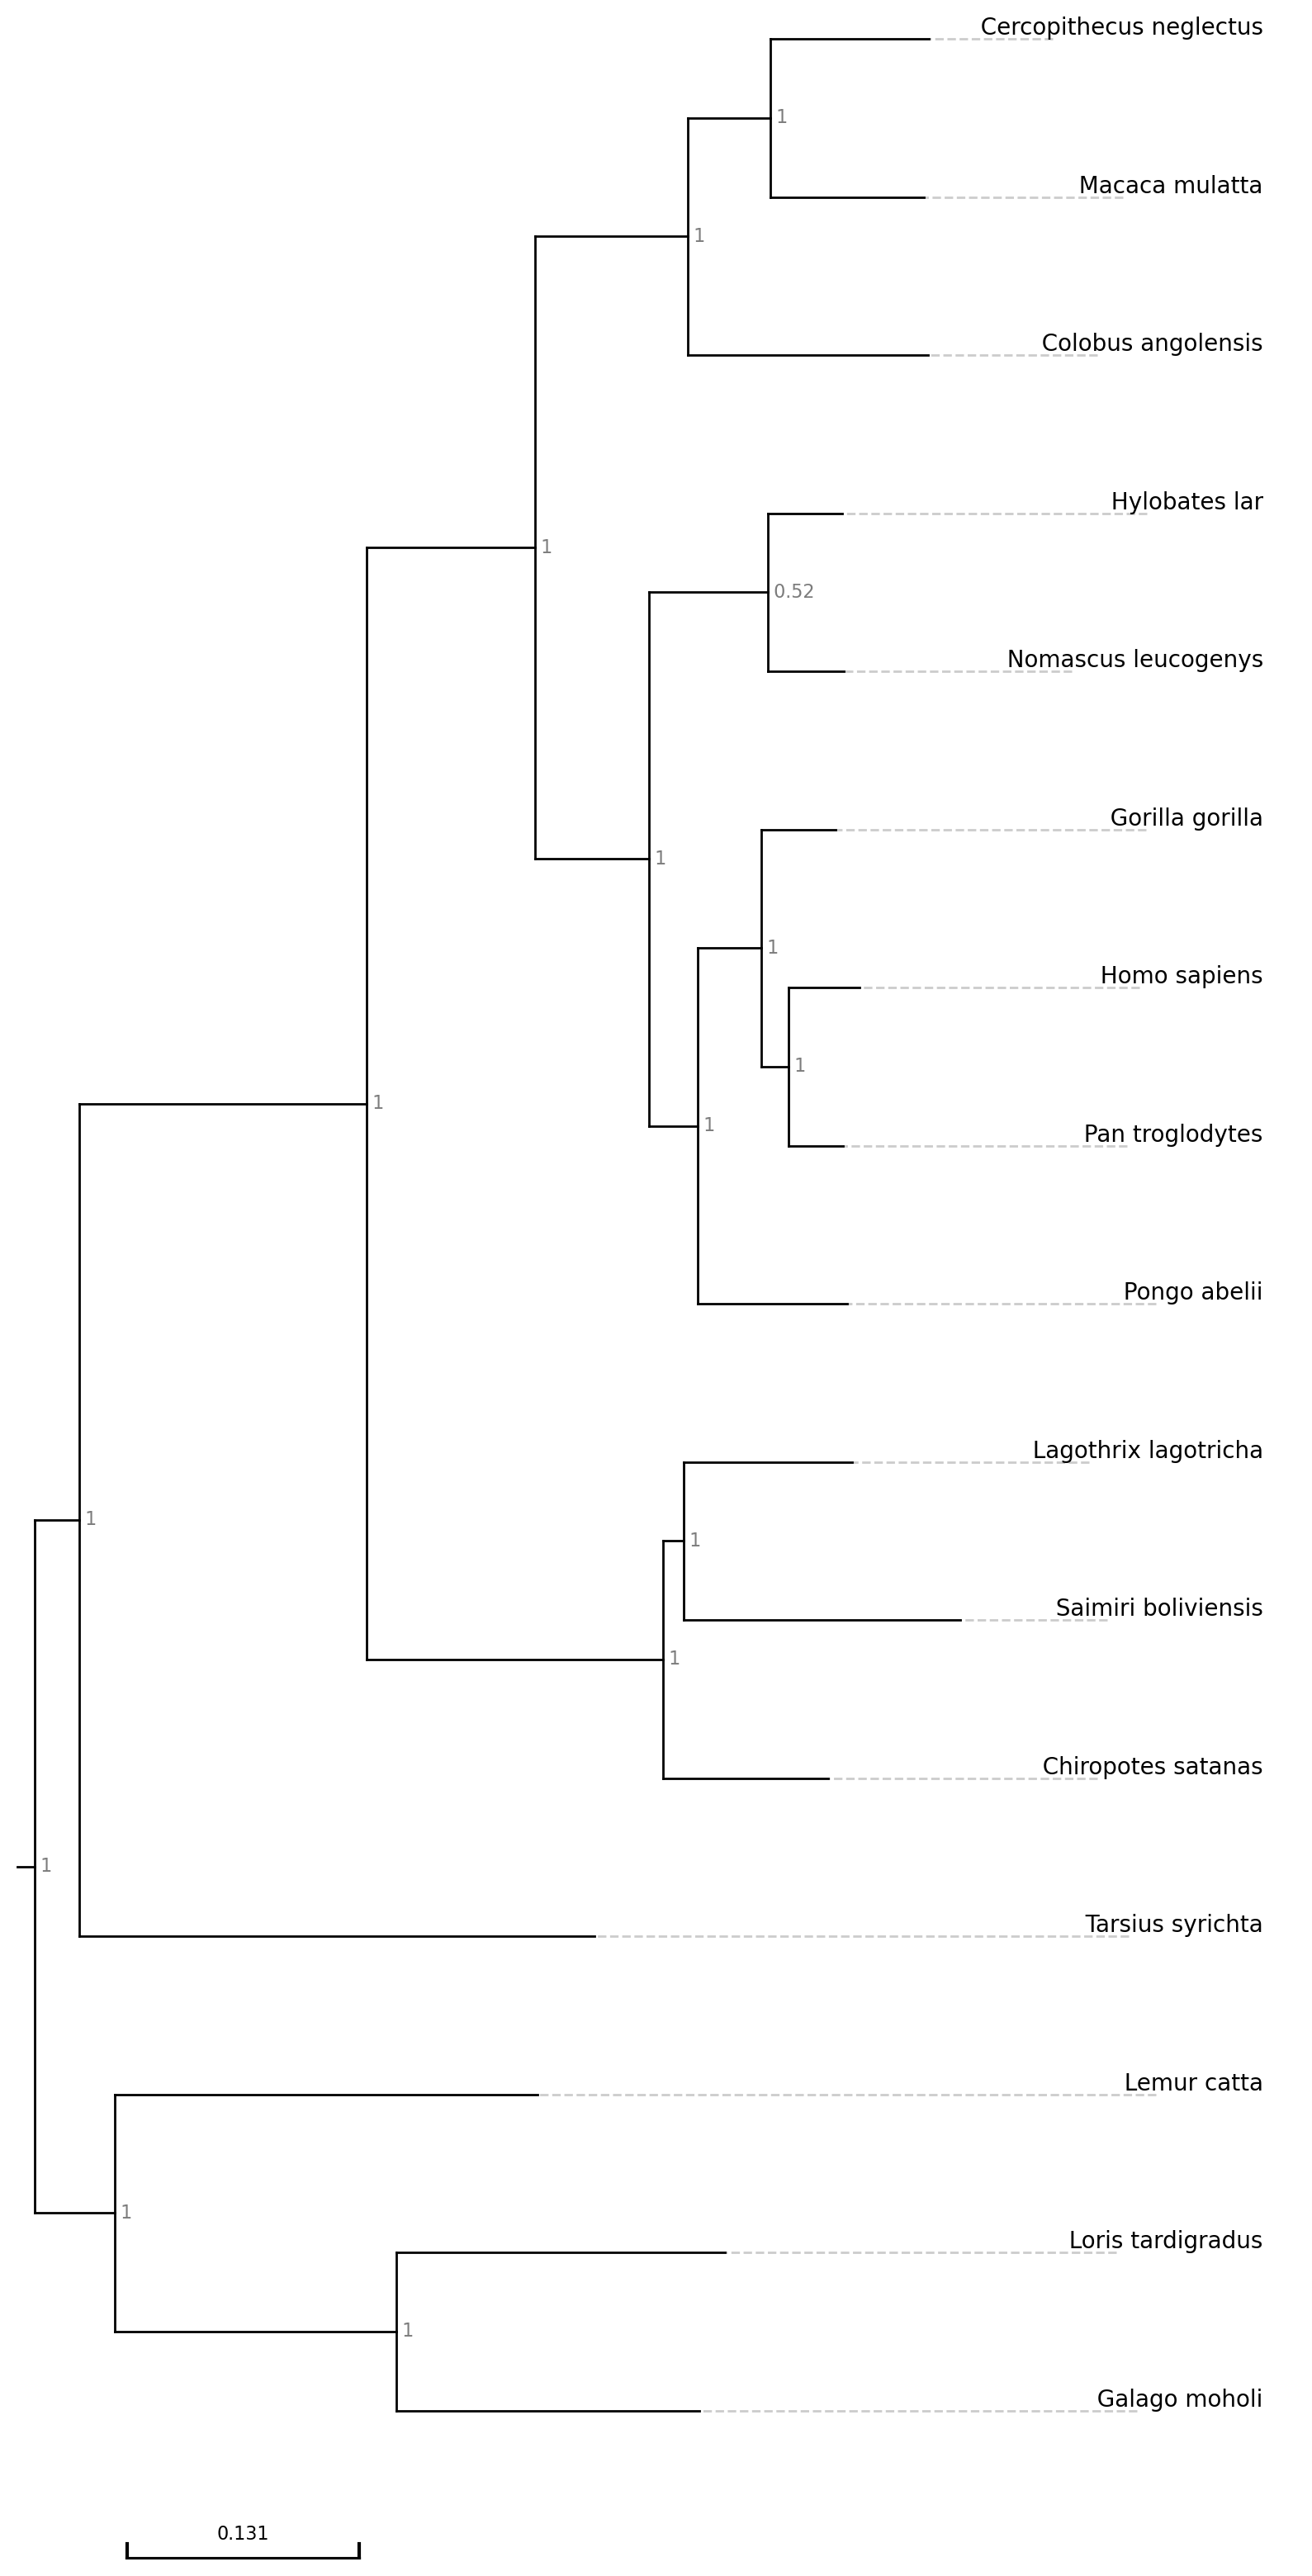 Cercopithecus neglectus
1
Macaca mulatta
1
Colobus angolensis
Hylobates lar
1
0.52
Nomascus leucogenys
Gorilla gorilla
1
1
Homo sapiens
1
1
1
Pan troglodytes
Pongo abelii
Lagothrix lagotricha
1
1
Saimiri boliviensis
1
Chiropotes satanas
1
Tarsius syrichta
Lemur catta
1
Loris tardigradus
1
Galago moholi
0.131